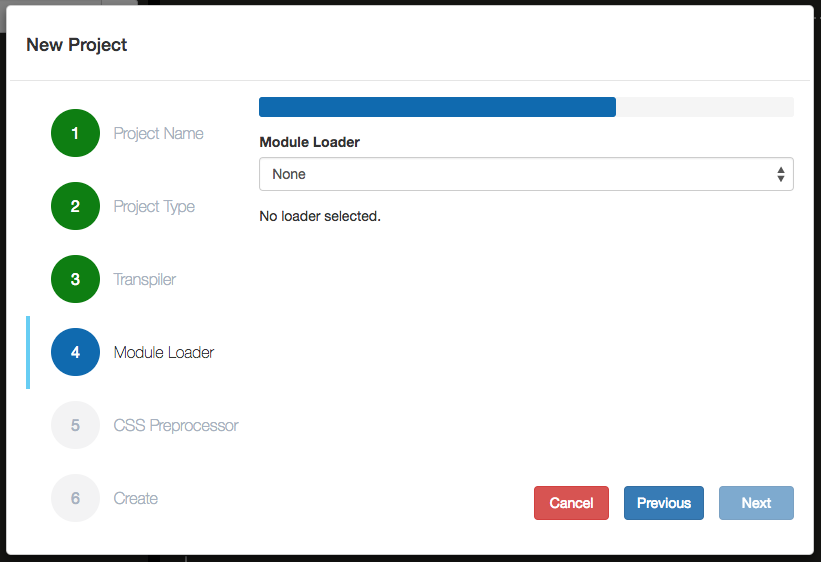 New Project
1 Project Name
2 Project Type
3 Transpiler
4 Module Loader
5 CSS Preprocessor
6 Create
Module Loader
None
No loader selected.
Cancel Previous Next